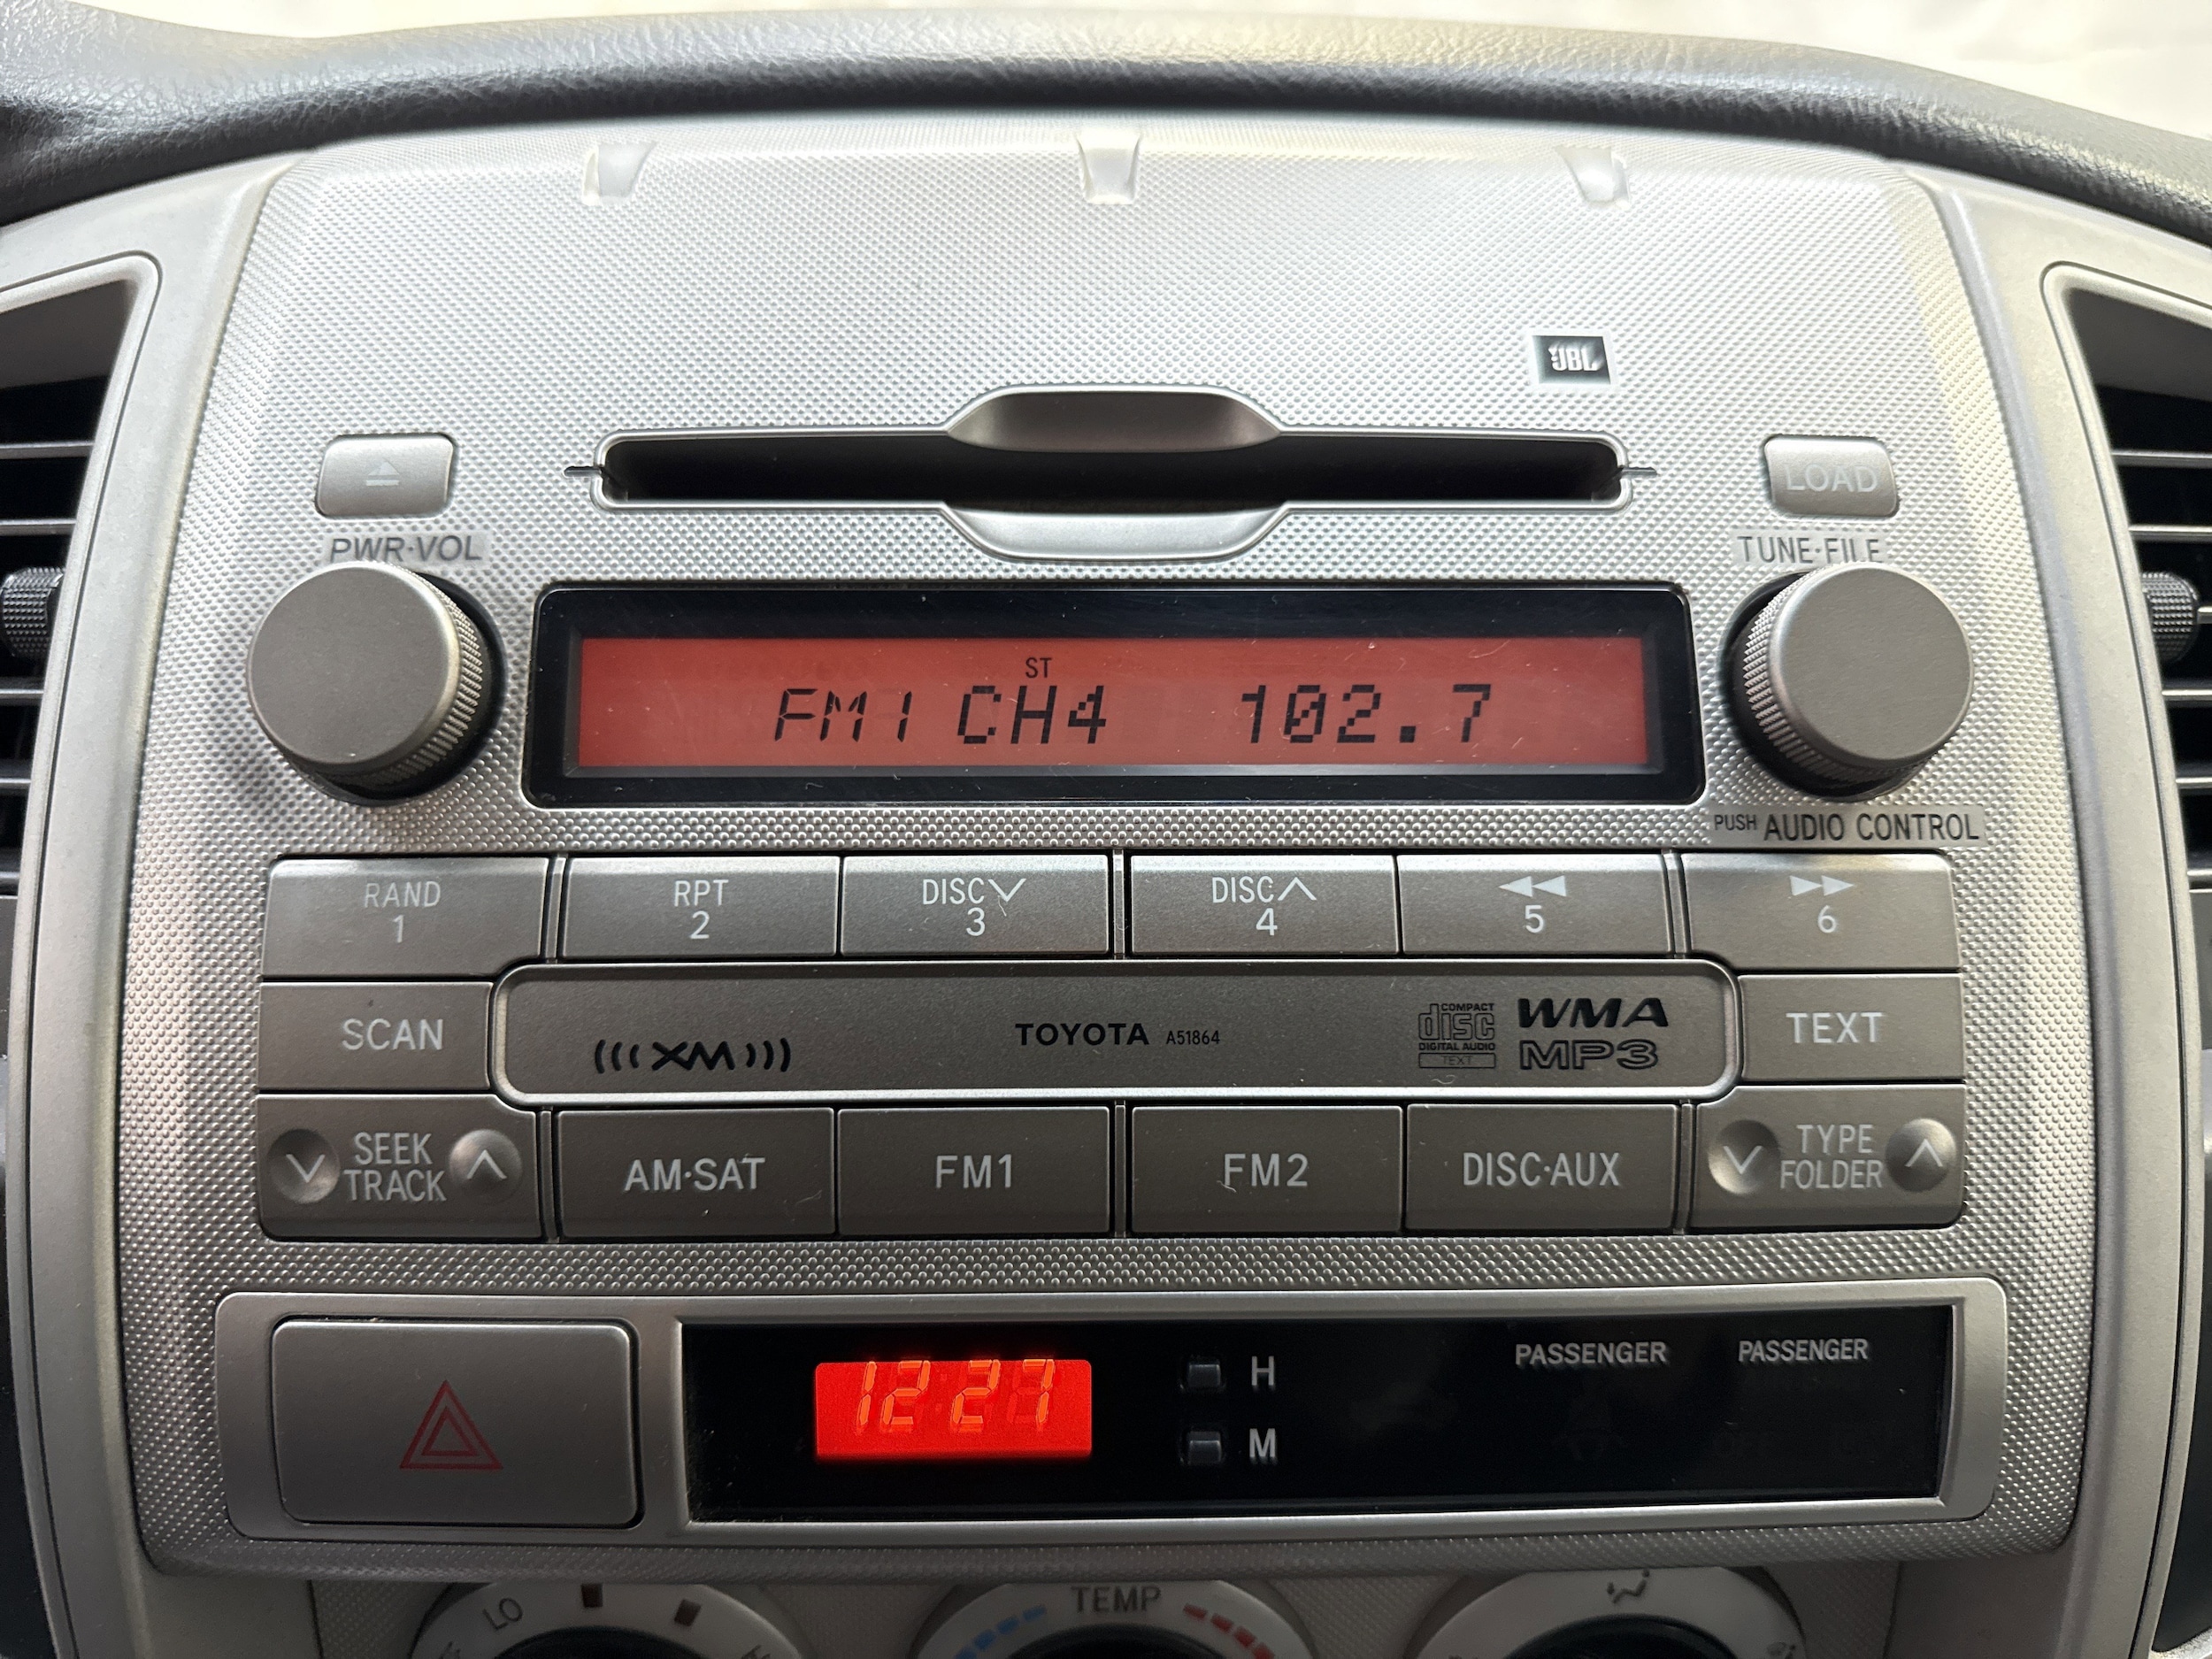 JBL
LOAD
PWR·VOL
TUNE·FILE
ST
FM1 CH4 102.7
PUSH AUDIO CONTROL
RAND
1
RPT
2
DISC
3
DISC
4
5
6
SCAN
(((XM)))
TOYOTA A51864
COMPACT
disc
DIGITAL AUDIO
TEXT
WMA
MP3
TEXT
SEEK
TRACK
AM·SAT
FM1
FM2
DISC·AUX
TYPE
FOLDER
12:27
H
M
PASSENGER
PASSENGER
LO
TEMP